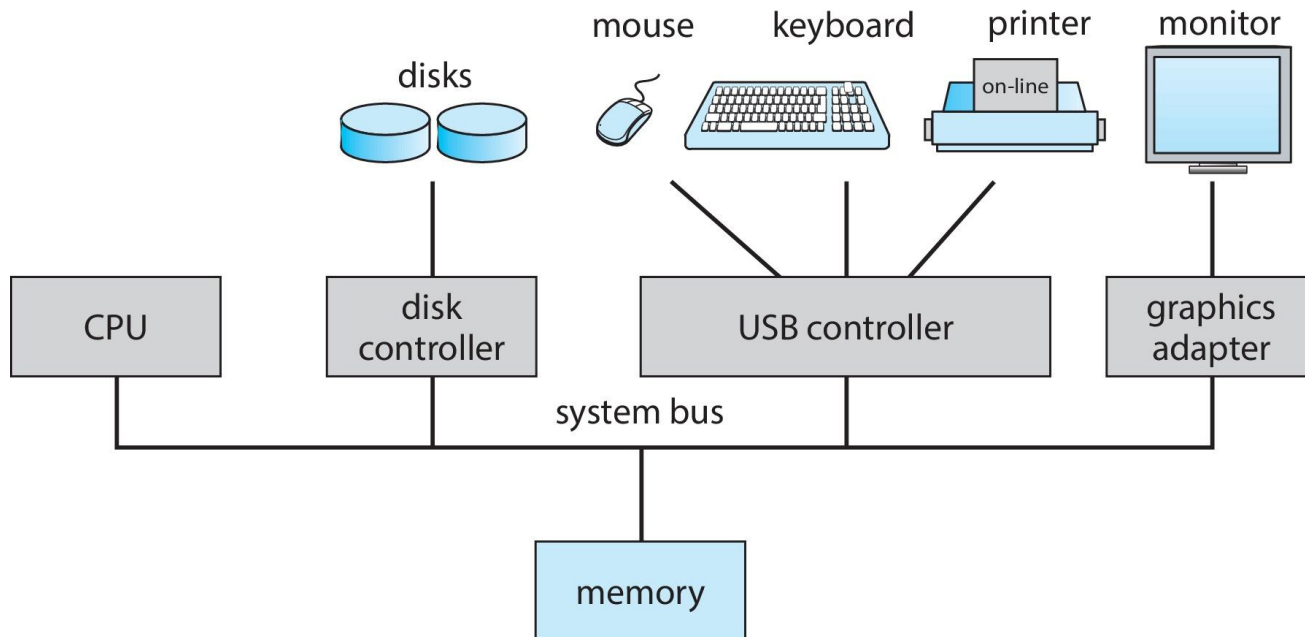 mouse
keyboard
printer
monitor
disks
on-line
CPU
disk
controller
USB controller
graphics
adapter
system bus
memory